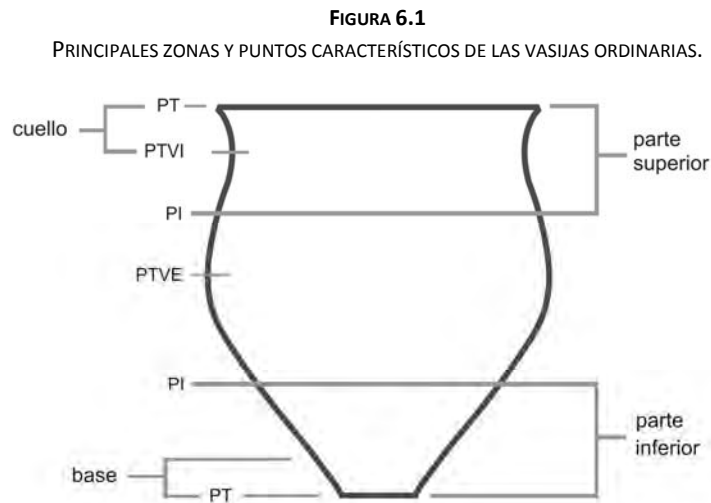 FIGURA 6.1
PRINCIPALES ZONAS Y PUNTOS CARACTERÍSTICOS DE LAS VASIJAS ORDINARIAS.
PT
cuello
PTVI
parte
superior
PI
PTVE
PI
parte
inferior
base
PT